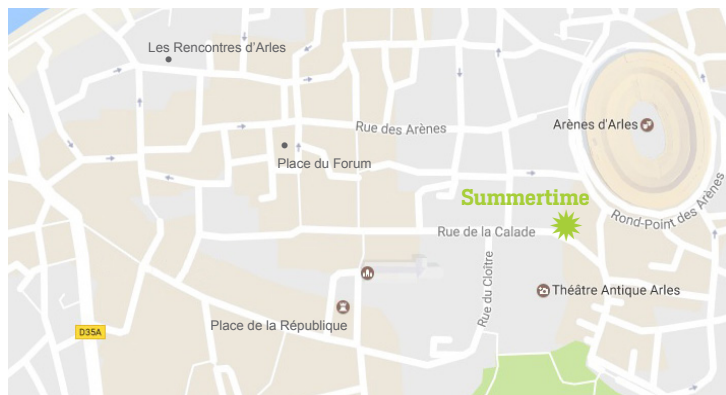 Les Rencontres d'Arles
Rue des Arènes
Arènes d'Arles
Place du Forum
Summertime
Rond-Point des Arènes
Rue de la Calade
Rue du Cloître
Théâtre Antique Arles
Place de la République
D35A